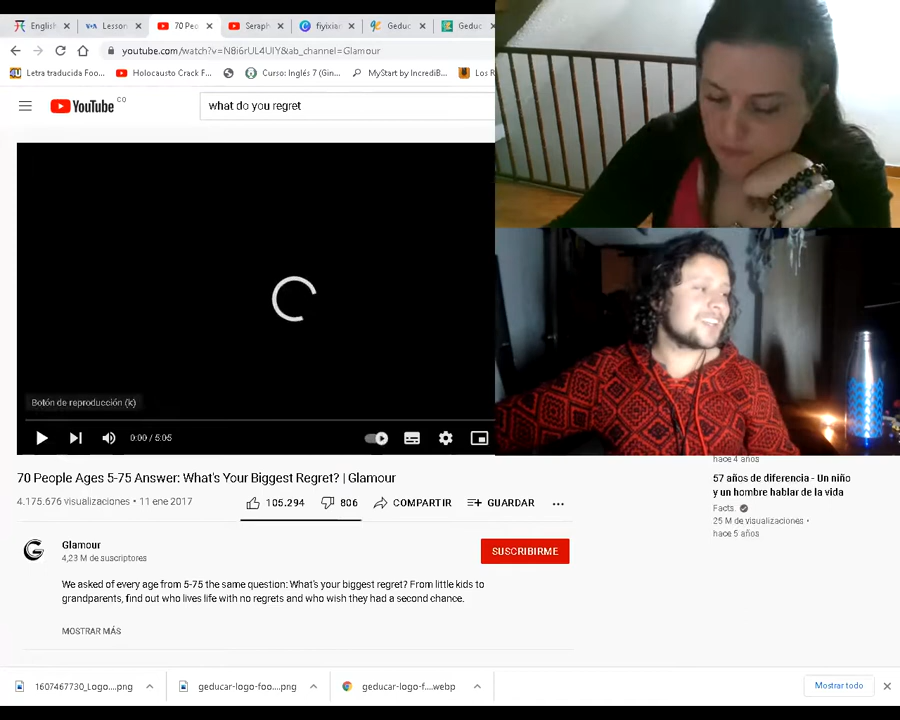 English
Lesson
70 Peo
Seraph
fiyixiar
Geduc
Geduc
youtube.com/watch?v=N8i6rUL4UIY&ab_channel=Glamour
Letra traducida Foo...
Holocausto Crack F...
Curso: Inglés 7 (Gin...
MyStart by IncrediB...
Los R
YouTube CO
what do you regret
Botón de reproducción (k)
0:00 / 5:05
70 People Ages 5-75 Answer: What's Your Biggest Regret? | Glamour
4.175.676 visualizaciones • 11 ene 2017
105.294
806
COMPARTIR
GUARDAR
Glamour
4,23 M de suscriptores
SUSCRIBIRME
We asked of every age from 5-75 the same question: What's your biggest regret? From little kids to
grandparents, find out who lives life with no regrets and who wish they had a second chance.
MOSTRAR MÁS
hace 4 años
57 años de diferencia - Un niño
y un hombre hablar de la vida
Facts.
25 M de visualizaciones •
hace 5 años
1607467730_Logo....png
geducar-logo-foo....png
geducar-logo-f....webp
Mostrar todo